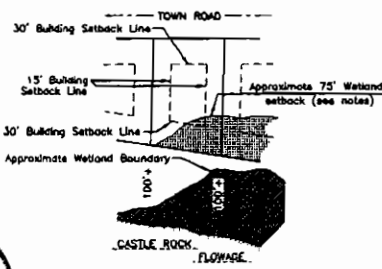 TOWN ROAD
30' Building Setback Line
15' Building
Setback Line
Approximate 75' Wetland
setback (see notes)
30' Building Setback Line
Approximate Wetland Boundary
100'±
100'±
CASTLE ROCK
FLOWAGE